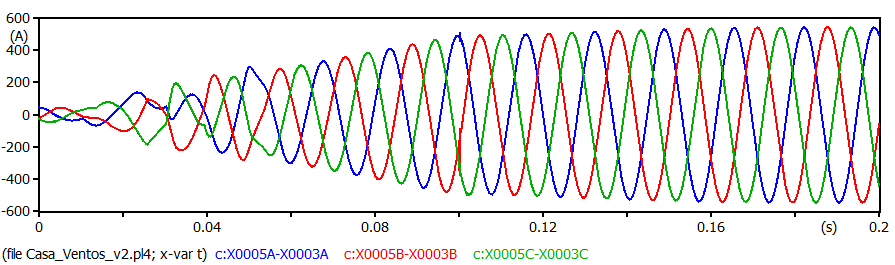 600
(A)
400
200
0
-200
-400
-600
0 0.04 0.08 0.12 0.16 (s) 0.2
(file Casa_Ventos_v2.pl4; x-var t) c:X0005A-X0003A c:X0005B-X0003B c:X0005C-X0003C